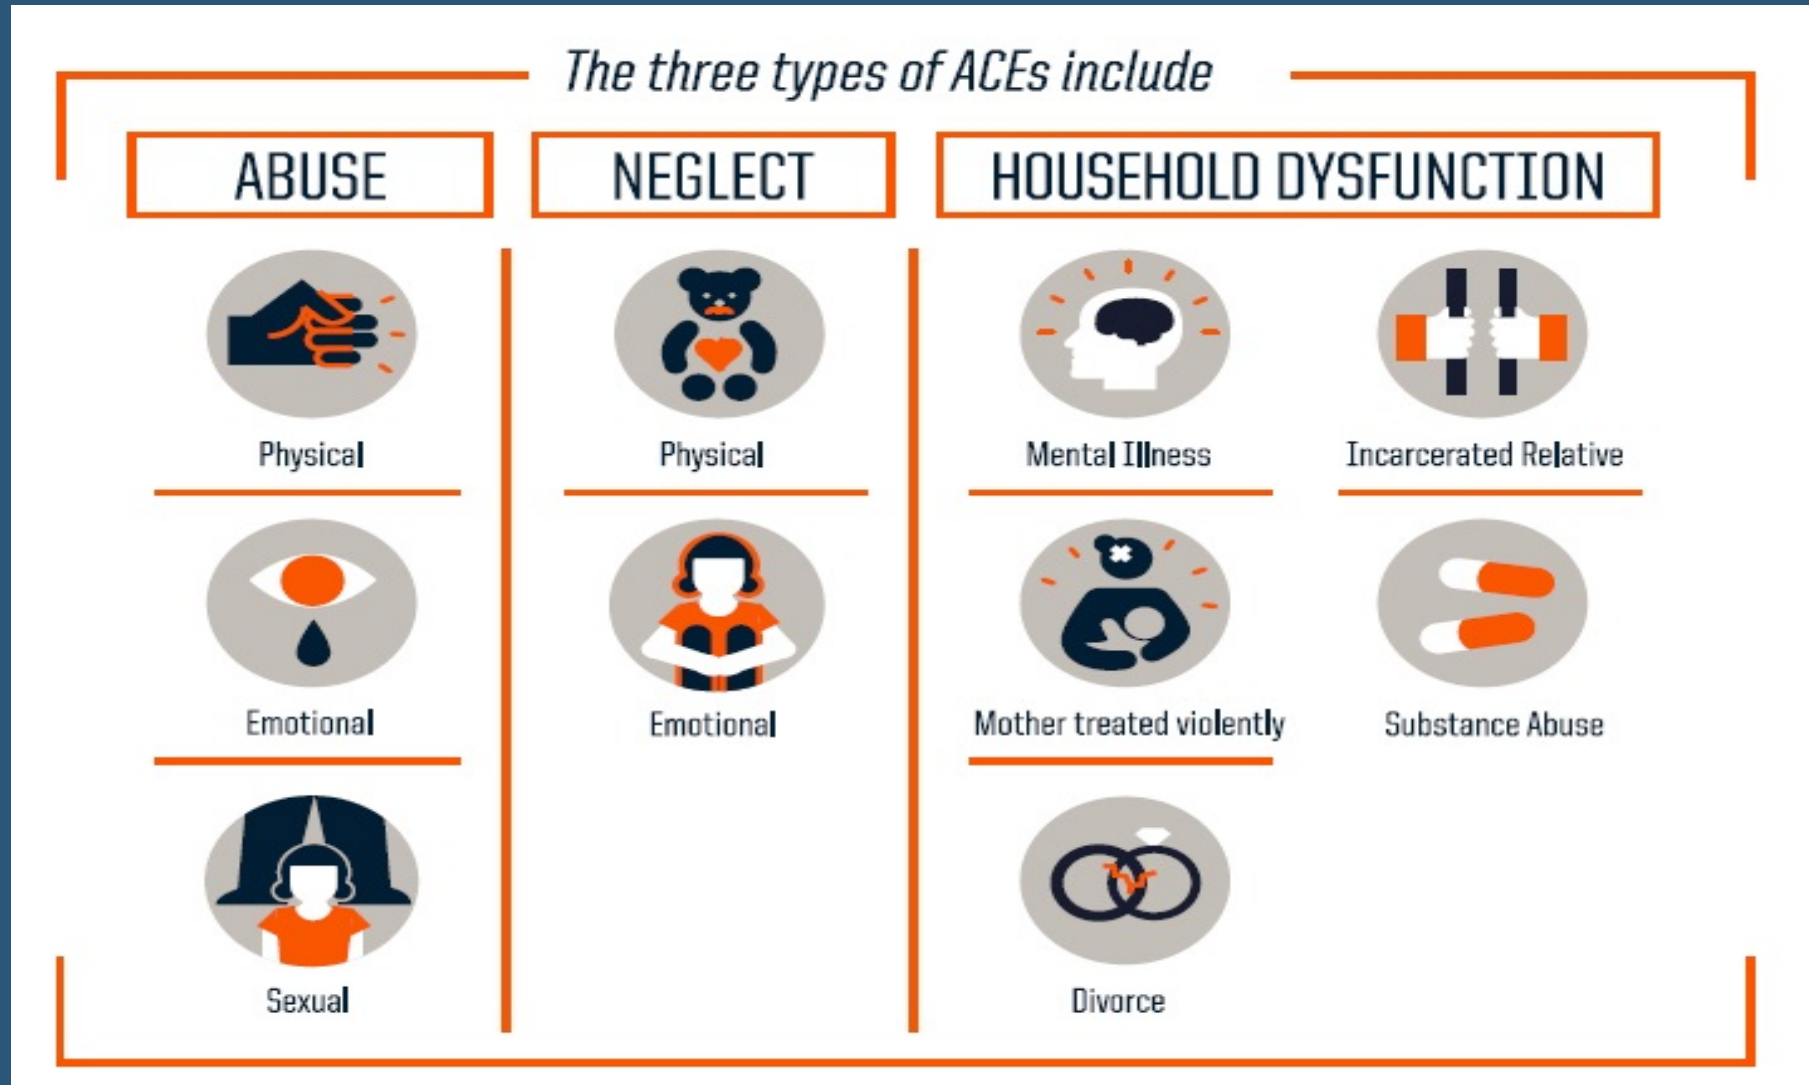 The three types of ACEs include
ABUSE
NEGLECT
HOUSEHOLD DYSFUNCTION
Physical
Physical
Mental Illness
Incarcerated Relative
Emotional
Emotional
Mother treated violently
Substance Abuse
Sexual
Divorce